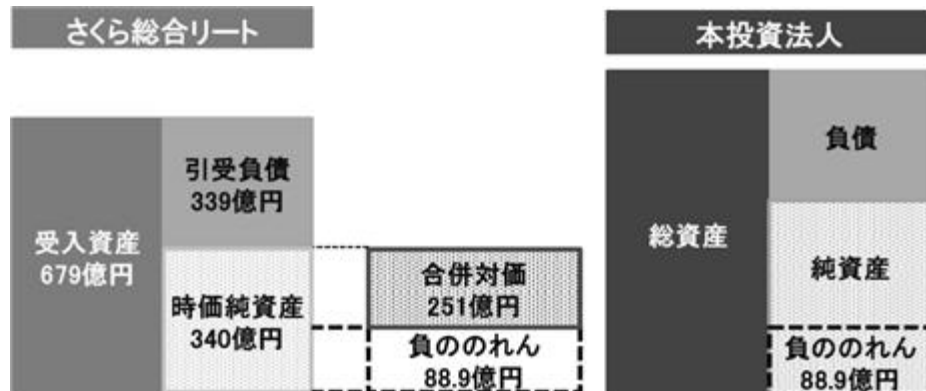 さくら総合リート
本投資法人
受入資産
679億円
引受負債
339億円
時価純資産
340億円
合併対価
251億円
負ののれん
88.9億円
総資産
負債
純資産
負ののれん
88.9億円